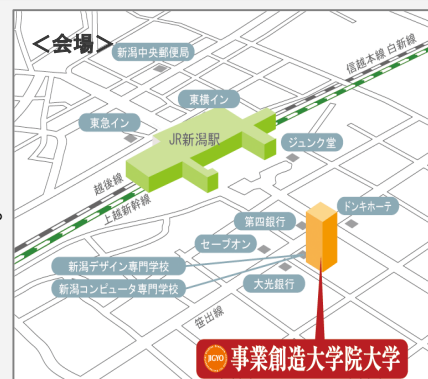 ＜会場＞
新潟中央郵便局
信越本線 白新線
東横イン
東急イン
JR新潟駅
ジュンク堂
越後線
上越新幹線
ドンキホーテ
第四銀行
セーブオン
新潟デザイン専門学校
新潟コンピュータ専門学校
大光銀行
笹出線
JIGYO 事業創造大学院大学